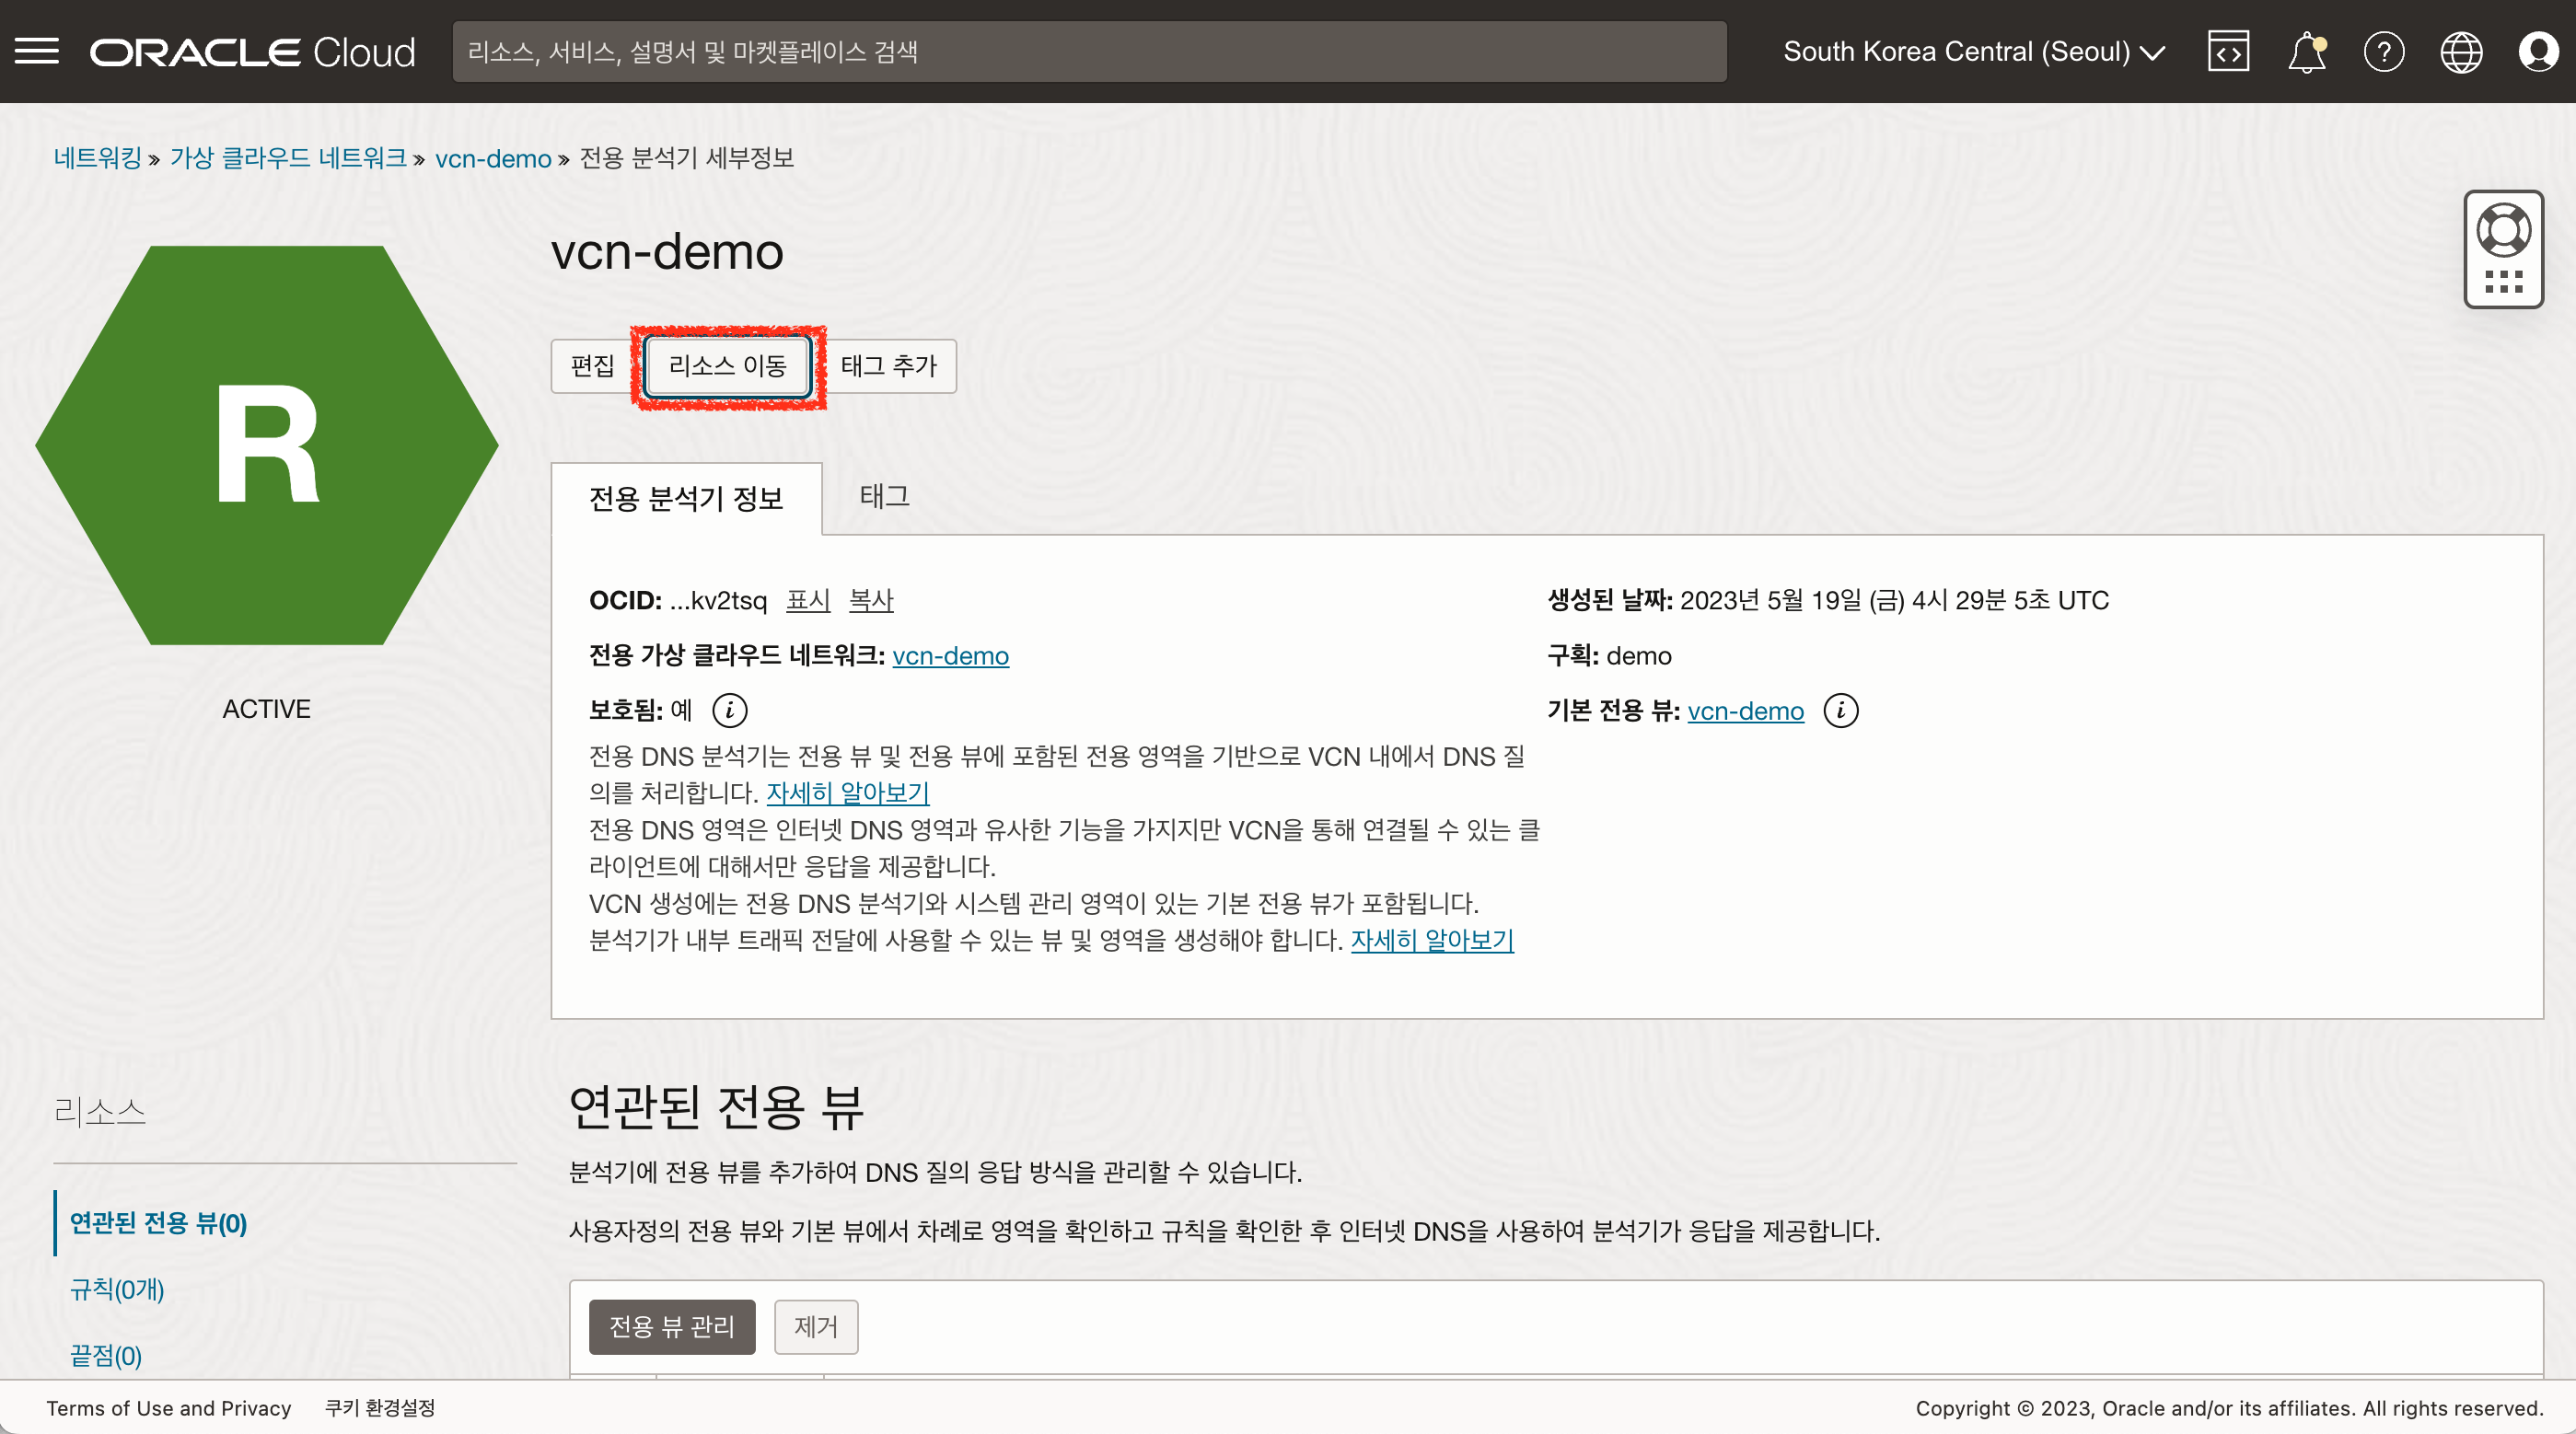 ORACLE Cloud
리소스, 서비스, 설명서 및 마켓플레이스 검색
South Korea Central (Seoul)
네트워킹 » 가상 클라우드 네트워크 » vcn-demo » 전용 분석기 세부정보
vcn-demo
편집 리소스 이동 태그 추가
R
ACTIVE
전용 분석기 정보 태그
OCID: ...kv2tsq 표시 복사
생성된 날짜: 2023년 5월 19일 (금) 4시 29분 5초 UTC
전용 가상 클라우드 네트워크: vcn-demo
구획: demo
보호됨: 예 i
기본 전용 뷰: vcn-demo i
전용 DNS 분석기는 전용 뷰 및 전용 뷰에 포함된 전용 영역을 기반으로 VCN 내에서 DNS 질
의를 처리합니다. 자세히 알아보기
전용 DNS 영역은 인터넷 DNS 영역과 유사한 기능을 가지지만 VCN을 통해 연결될 수 있는 클
라이언트에 대해서만 응답을 제공합니다.
VCN 생성에는 전용 DNS 분석기와 시스템 관리 영역이 있는 기본 전용 뷰가 포함됩니다.
분석기가 내부 트래픽 전달에 사용할 수 있는 뷰 및 영역을 생성해야 합니다. 자세히 알아보기
리소스
연관된 전용 뷰(0)
규칙(0개)
끝점(0)
연관된 전용 뷰
분석기에 전용 뷰를 추가하여 DNS 질의 응답 방식을 관리할 수 있습니다.
사용자정의 전용 뷰와 기본 뷰에서 차례로 영역을 확인하고 규칙을 확인한 후 인터넷 DNS을 사용하여 분석기가 응답을 제공합니다.
전용 뷰 관리 제거
Terms of Use and Privacy 쿠키 환경설정
Copyright © 2023, Oracle and/or its affiliates. All rights reserved.